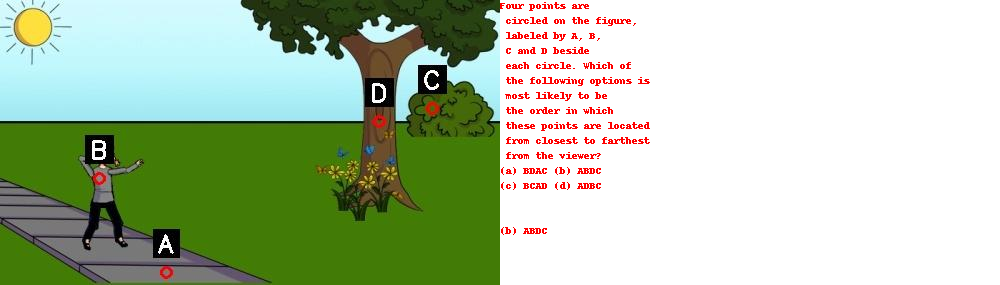 B
A
D
C
Four points are
circled on the figure,
labeled by A, B,
C and D beside
each circle. Which of
the following options is
most likely to be
the order in which
these points are located
from closest to farthest
from the viewer?
(a) BDAC (b) ABDC
(c) BCAD (d) ADBC
(b) ABDC